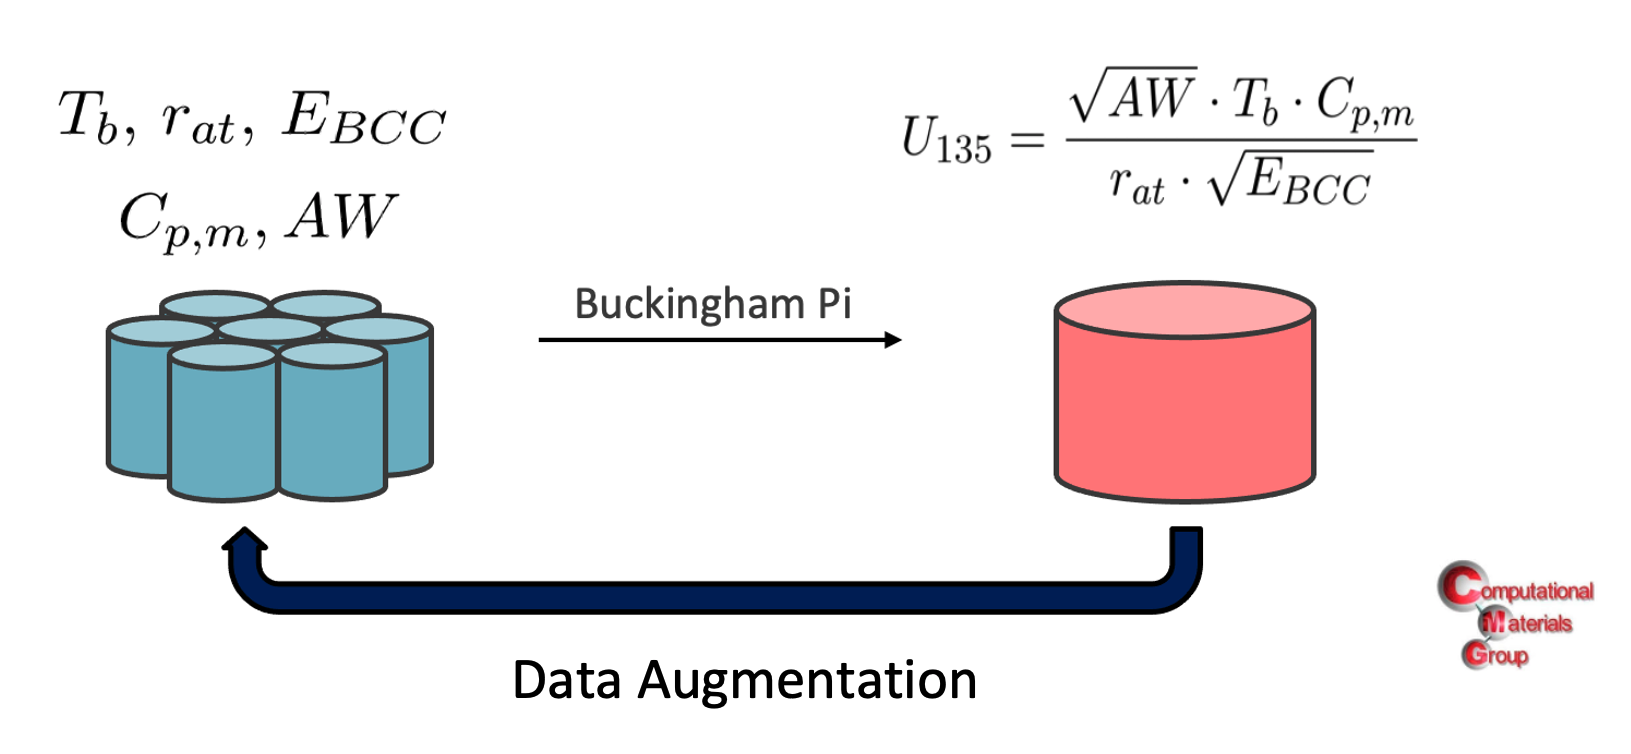 T_b, r_{at}, E_{BCC}
C_{p,m}, AW
U_{135} = \frac{\sqrt{AW} \cdot T_b \cdot C_{p,m}}{r_{at} \cdot \sqrt{E_{BCC}}}
Buckingham Pi
Data Augmentation
Computational
Materials
Group